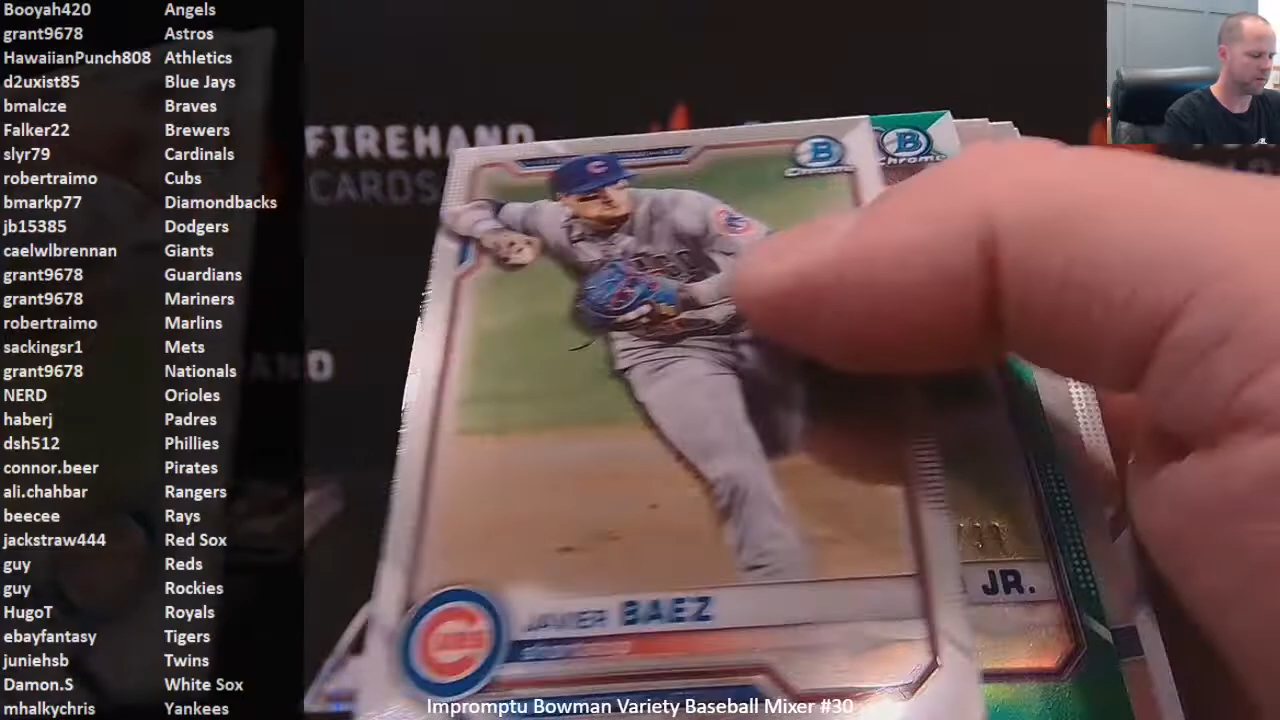 Booyah420 Angels
grant9678 Astros
HawaiianPunch808 Athletics
d2uxist85 Blue Jays
bmalcze Braves
Falker22 Brewers
slyr79 Cardinals
robertraimo Cubs
bmarkp77 Diamondbacks
jb15385 Dodgers
caelwlbrennan Giants
grant9678 Guardians
grant9678 Mariners
robertraimo Marlins
sackingsr1 Mets
grant9678 Nationals
NERD Orioles
haberj Padres
dsh512 Phillies
connor.beer Pirates
ali.chahbar Rangers
beecee Rays
jackstraw444 Red Sox
guy Reds
guy Rockies
HugoT Royals
ebayfantasy Tigers
juniehsb Twins
Damon.S White Sox
mhalkychris Yankees
FIREHAND
CARDS
B
Chrome
B
Chrome
C
JR.
JAVIER BAEZ
CUBS
Impromptu Bowman Variety Baseball Mixer #30